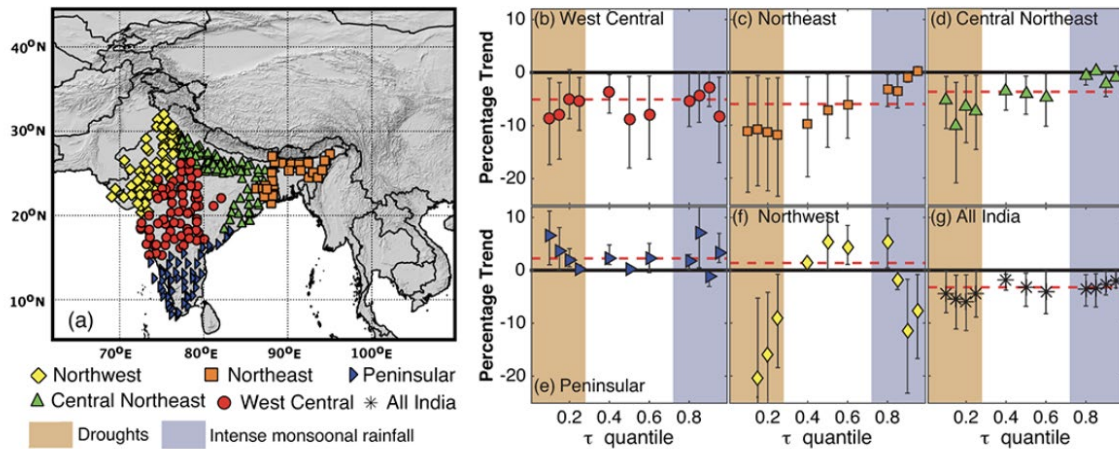 40°N
30°N
20°N
10°N
(a)
70°E 80°E 90°E 100°E
Northwest Northeast Peninsular
Central Northeast West Central All India
Droughts Intense monsoonal rainfall
Percentage Trend
10
0
-10
-20
(b) West Central
(c) Northeast
(d) Central Northeast
Percentage Trend
10
0
-10
-20
(e) Peninsular
(f) Northwest
(g) All India
0.2 0.4 0.6 0.8
0.2 0.4 0.6 0.8
0.2 0.4 0.6 0.8
τ quantile
τ quantile
τ quantile